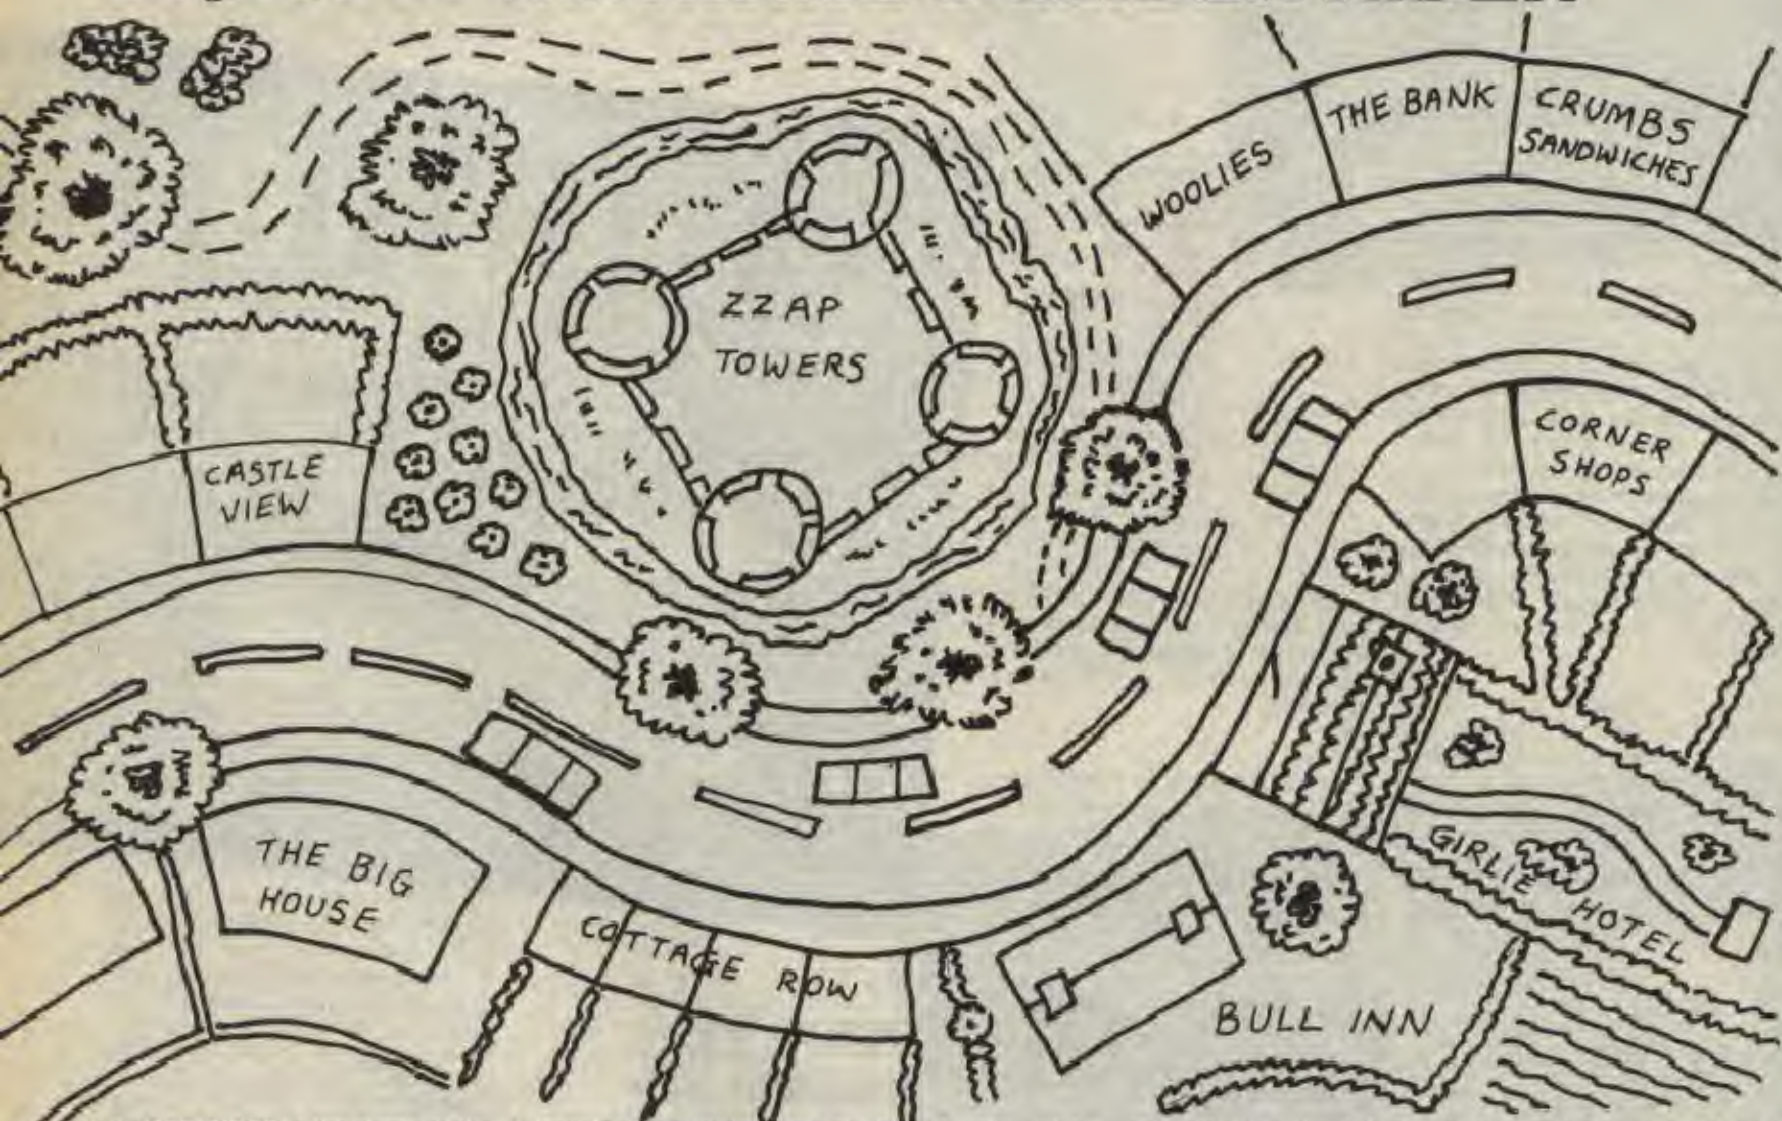 WOOLIES
THE BANK
CRUMBS
SANDWICHES
ZZAP
TOWERS
CORNER
SHOPS
CASTLE
VIEW
THE BIG
HOUSE
COTTAGE ROW
GIRLIE HOTEL
BULL INN